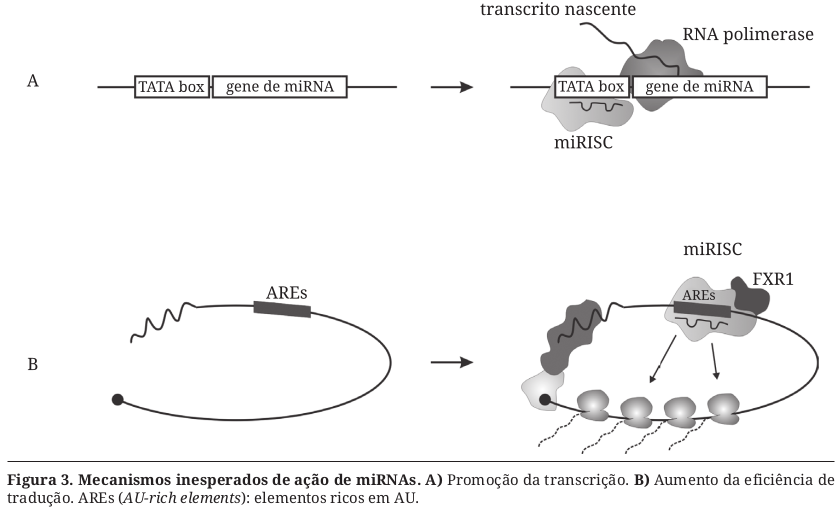 transcrito nascente
RNA polimerase
A
TATA box
gene de miRNA
TATA box
gene de miRNA
miRISC
miRISC
FXR1
AREs
AREs
B
Figura 3. Mecanismos inesperados de ação de miRNAs. A) Promoção da transcrição. B) Aumento da eficiência de
tradução. AREs (AU-rich elements): elementos ricos em AU.